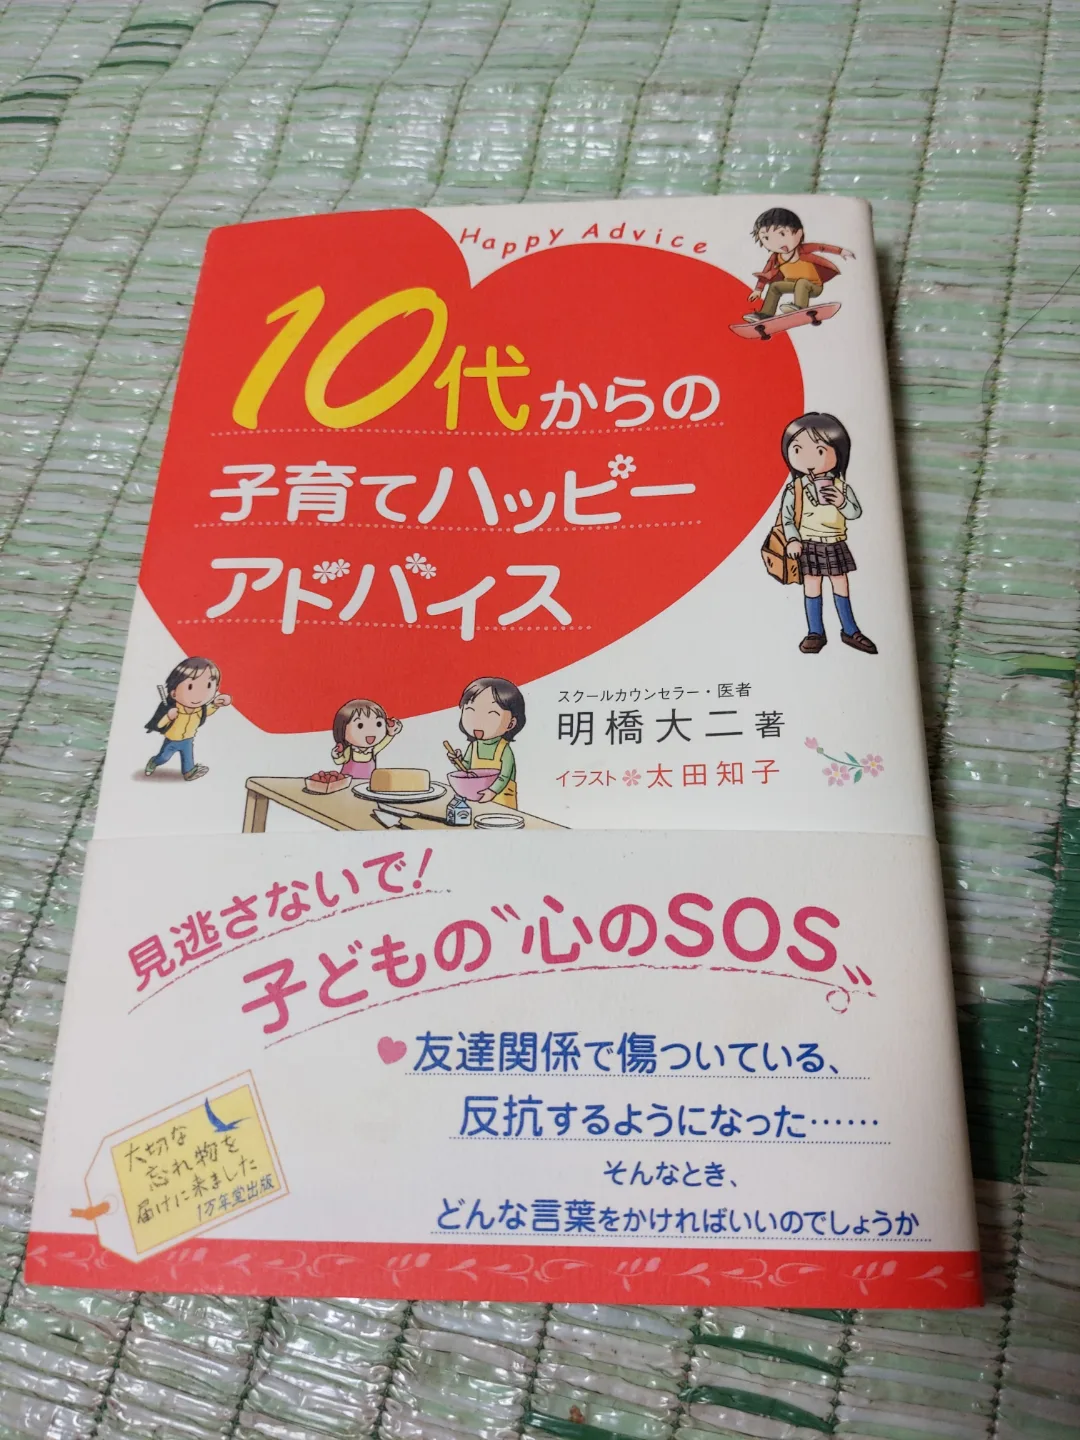 Happy Advice
10代からの
子育てハッピー
アドバイス
スクールカウンセラー・医者
明橋大二 著
イラスト❀太田知子
見逃さないで!
子どもの〝心のSOS〟
♥友達関係で傷ついている、
反抗するようになった……
そんなとき、
どんな言葉をかければいいのでしょうか
大切な
忘れ物を
届けに来ました
1万年堂出版